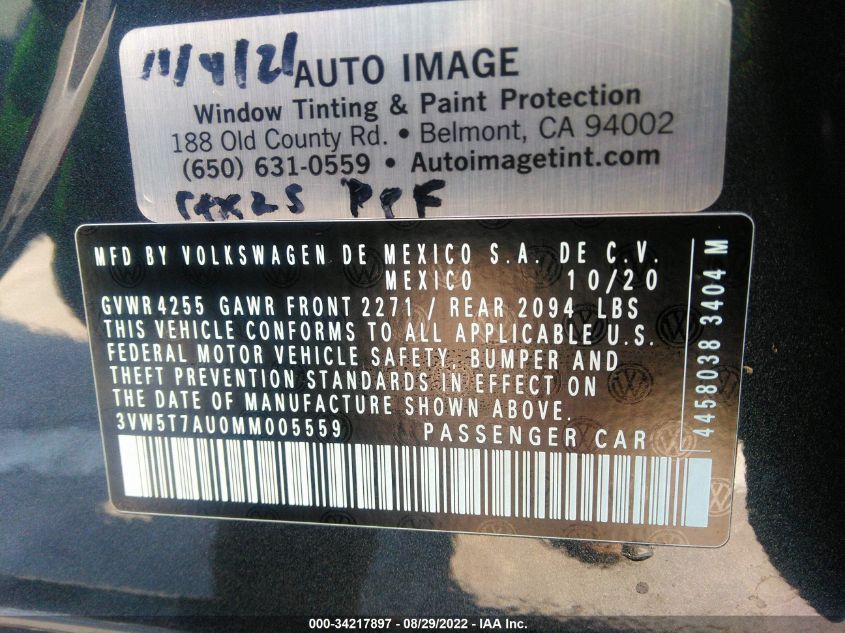 11/4/21 AUTO IMAGE
Window Tinting & Paint Protection
188 Old County Rd. • Belmont, CA 94002
(650) 631-0559 • Autoimagetint.com
PPF
MFD BY VOLKSWAGEN DE MEXICO S.A. DE C.V.
MEXICO 10/20
GVWR 4255 GAWR FRONT 2271 / REAR 2094 LBS
THIS VEHICLE CONFORMS TO ALL APPLICABLE U.S.
FEDERAL MOTOR VEHICLE SAFETY, BUMPER AND
THEFT PREVENTION STANDARDS IN EFFECT ON
THE DATE OF MANUFACTURE SHOWN ABOVE.
3VW5T7AU0MM005559 PASSENGER CAR
4458038 3404 M
000-34217897 - 08/29/2022 - IAA Inc.